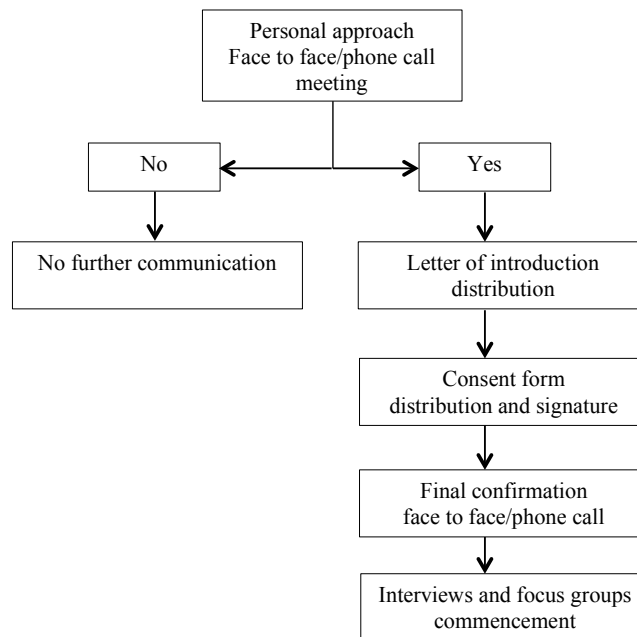 Personal approach
Face to face/phone call
meeting
No
Yes
No further communication
Letter of introduction
distribution
Consent form
distribution and signature
Final confirmation
face to face/phone call
Interviews and focus groups
commencement